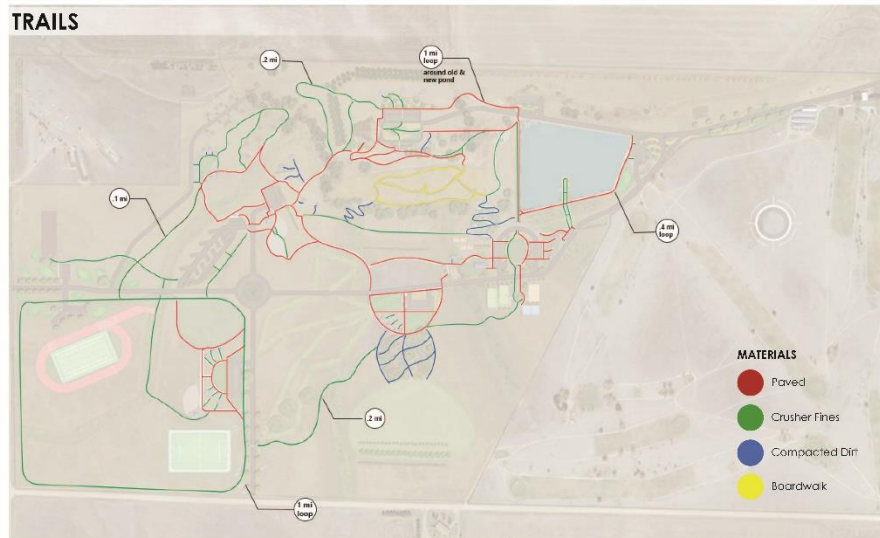 TRAILS
.2 mi
1 mi
loop
around old &
new pond
.1 mi
.4 mi
loop
.2 mi
1 mi
loop
MATERIALS
Paved
Crusher Fines
Compacted Dirt
Boardwalk